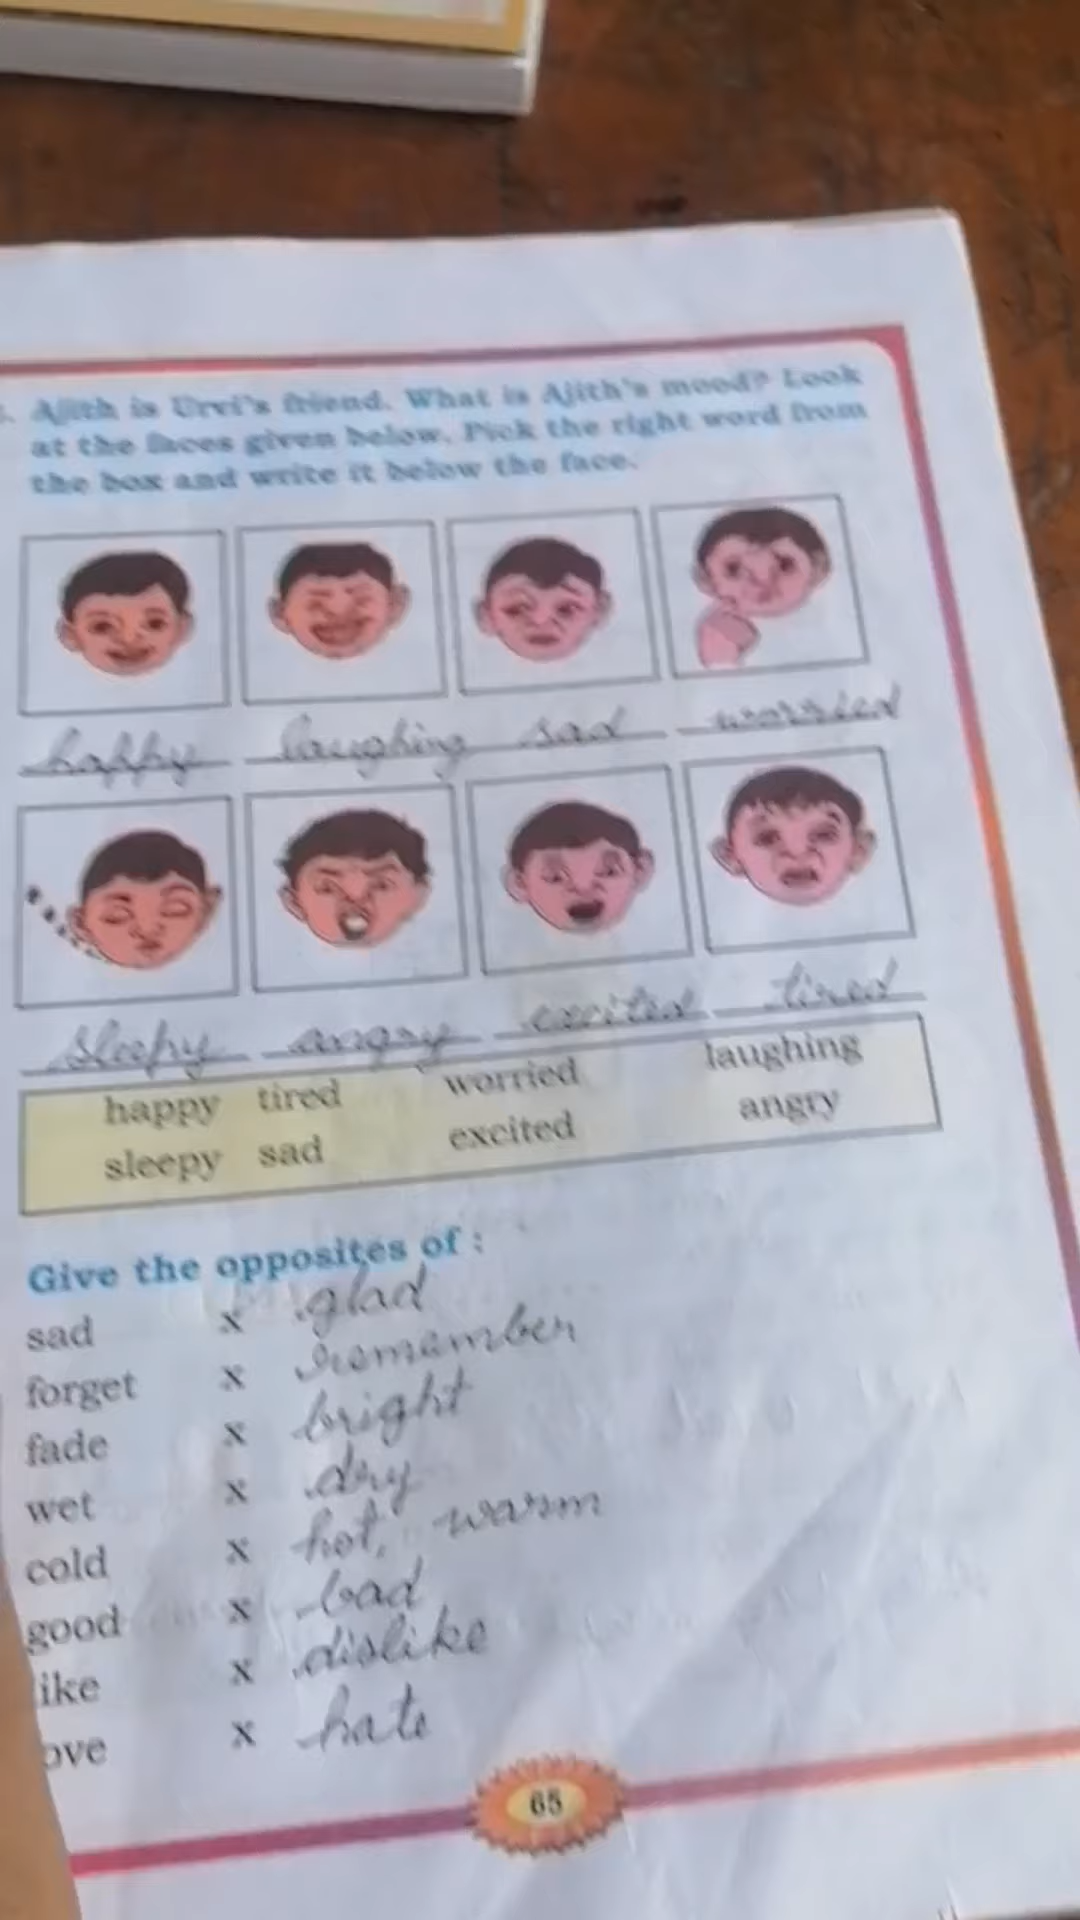 Ajith is Urvi's friend. What is Ajith's mood? Look
at the faces given below. Pick the right word from
the box and write it below the face.
happy laughing sad worried
sleepy angry excited tired
happy tired worried laughing
sleepy sad excited angry
Give the opposites of :
sad x glad
forget x remember
fade x bright
wet x dry
cold x hot, warm
good x bad
ike x dislike
ove x hate
65